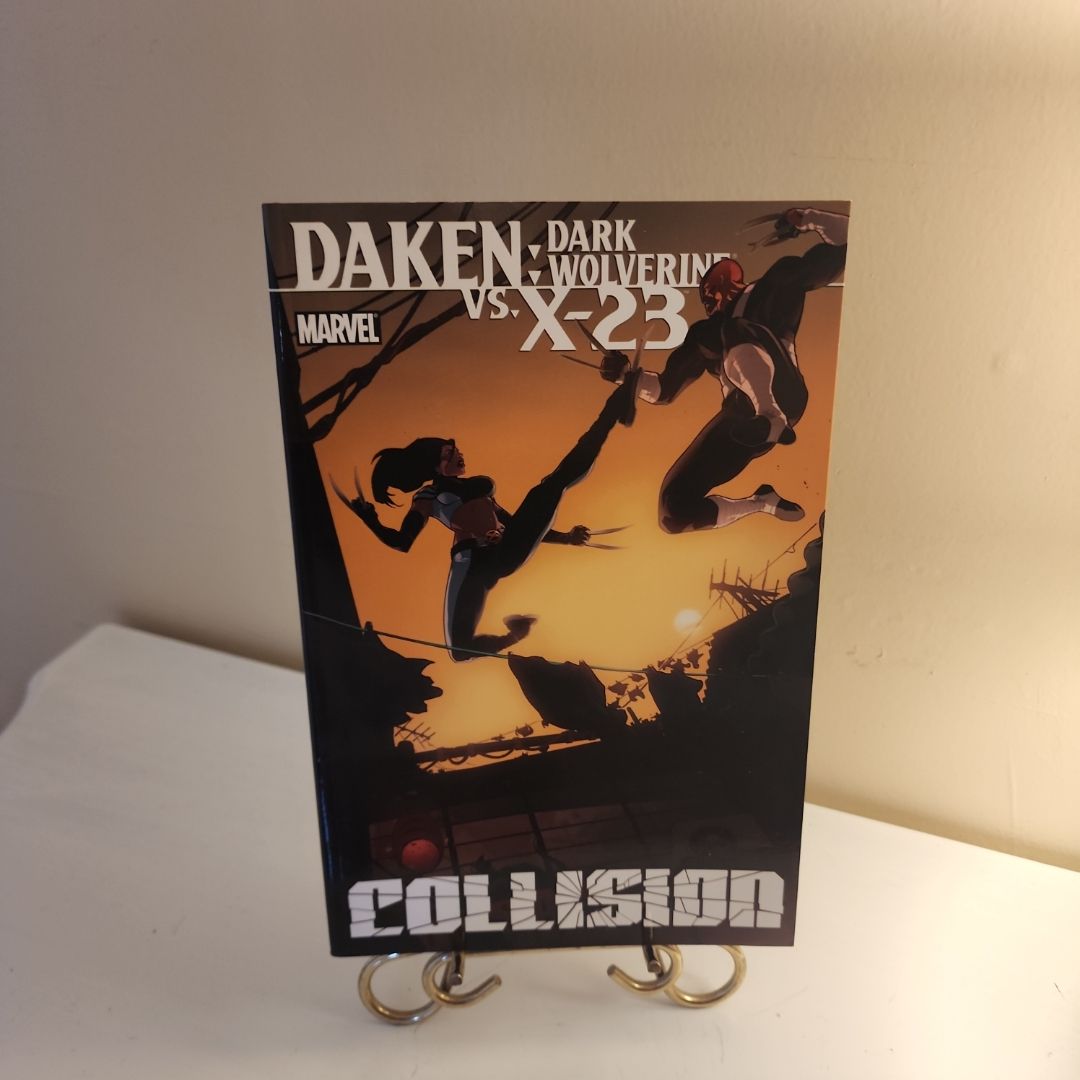 DAKEN: DARK
WOLVERINE
VS. X-23
MARVEL
COLLISION